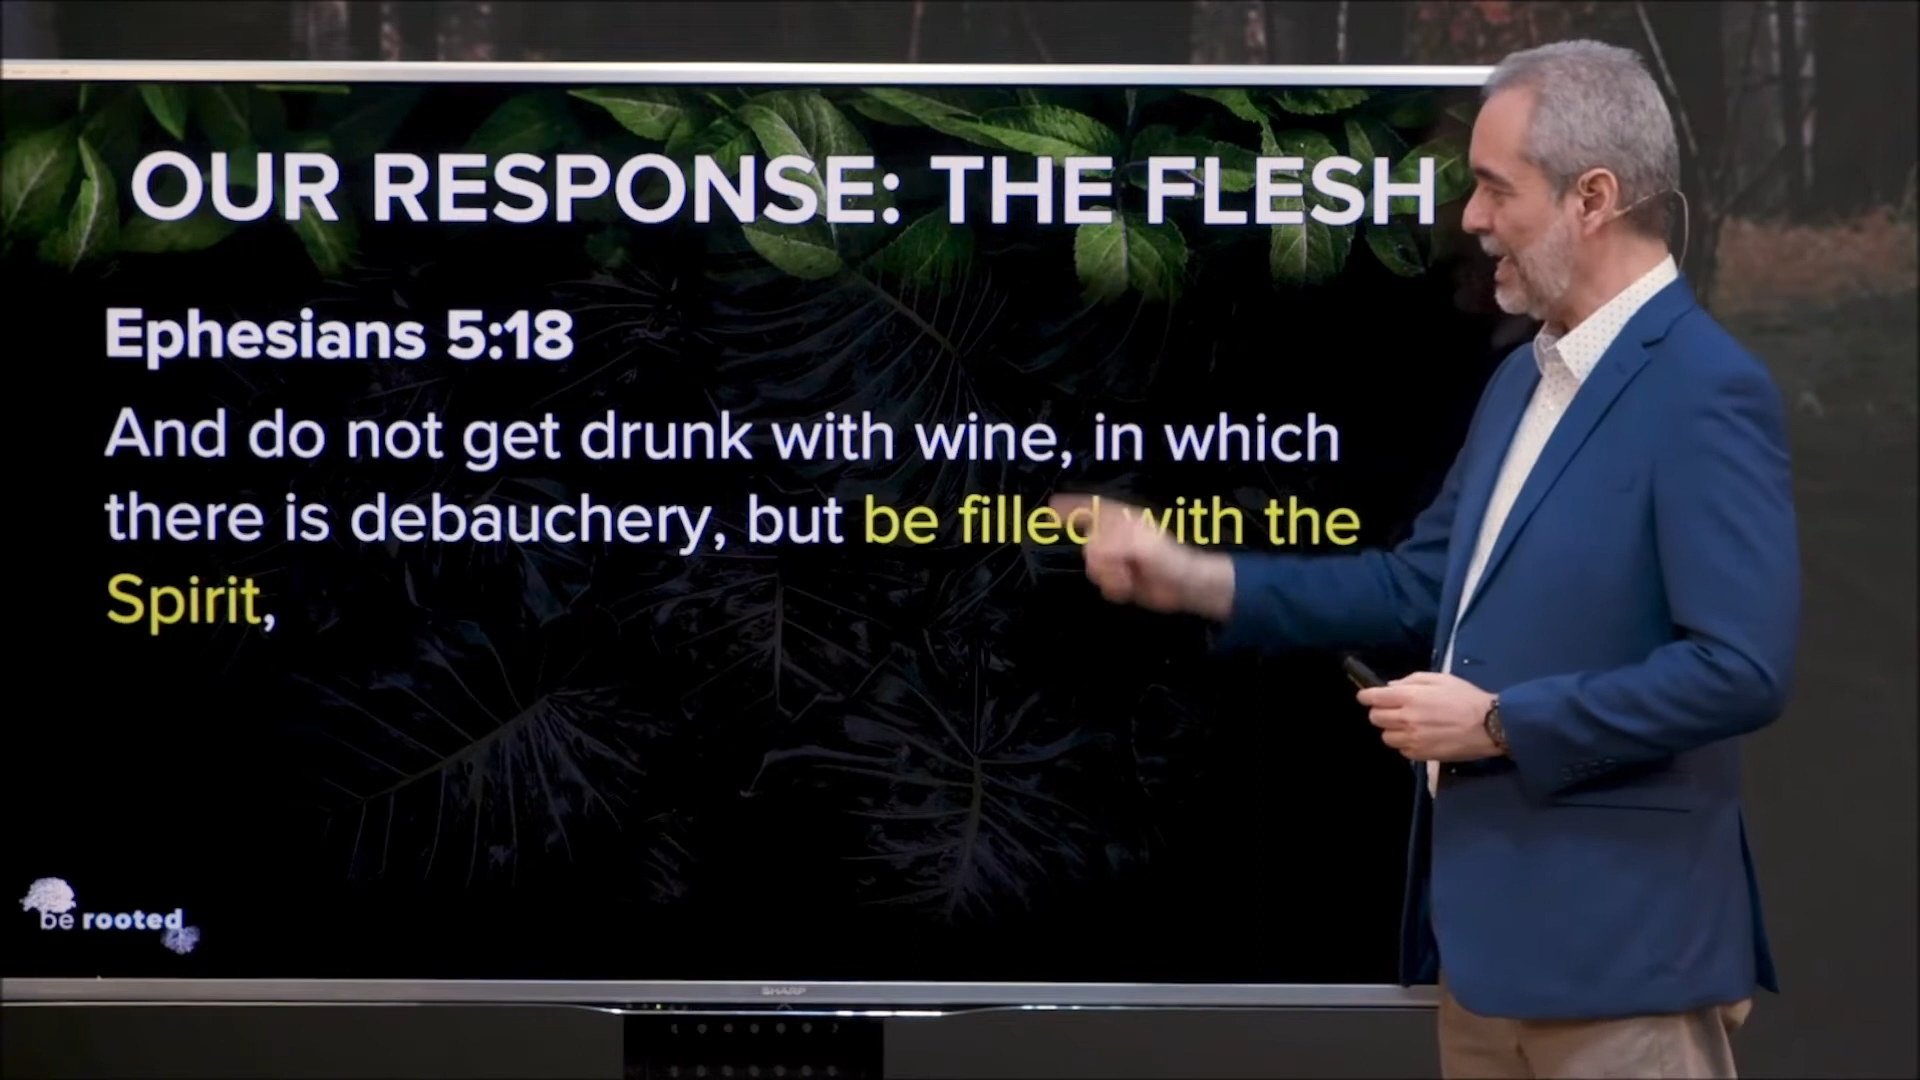 OUR RESPONSE: THE FLESH
Ephesians 5:18
And do not get drunk with wine, in which
there is debauchery, but be filled with the
Spirit,
be rooted
SHARP